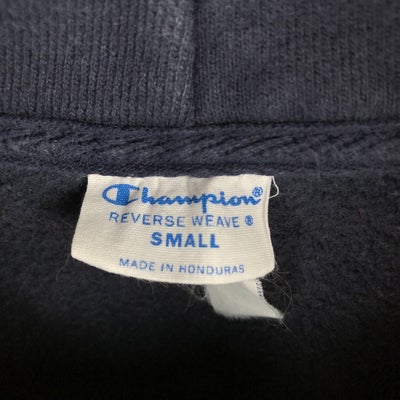 Champion®
REVERSE WEAVE®
SMALL
MADE IN HONDURAS